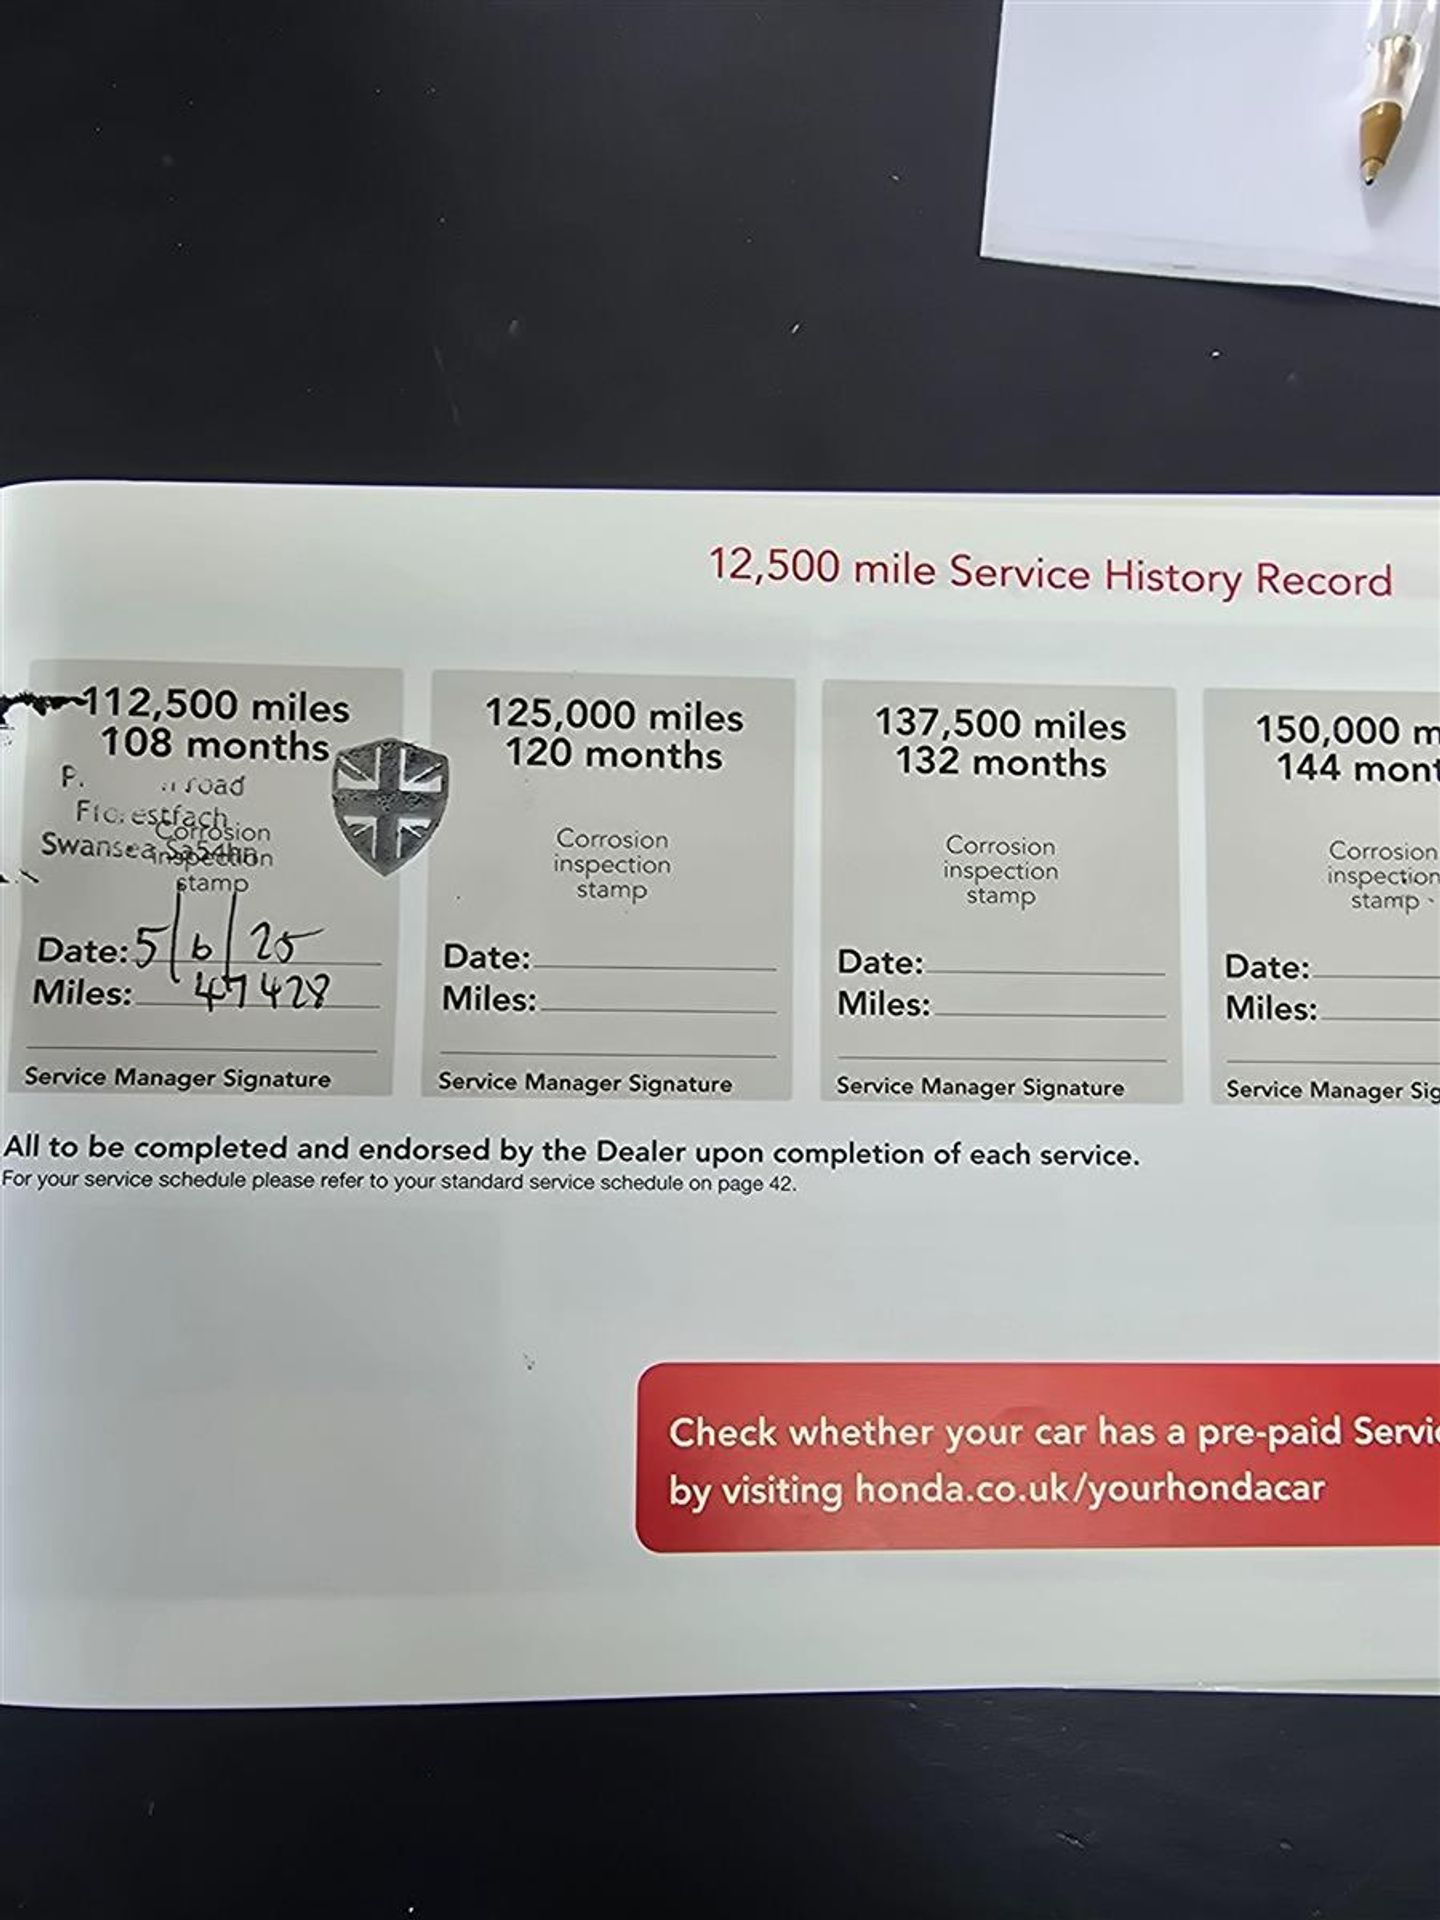 12,500 mile Service History Record
112,500 miles
108 months
road
Swansea
Corrosion
inspection
stamp
Date: 5/6/25
Miles: 47428
Service Manager Signature
125,000 miles
120 months
Corrosion
inspection
stamp
Date:
Miles:
Service Manager Signature
137,500 miles
132 months
Corrosion
inspection
stamp
Date:
Miles:
Service Manager Signature
150,000 m
144 mont
Corrosion
inspection
stamp
Date:
Miles:
Service Manager Sig
All to be completed and endorsed by the Dealer upon completion of each service.
For your service schedule please refer to your standard service schedule on page 42.
Check whether your car has a pre-paid Servic
by visiting honda.co.uk/yourhondacar